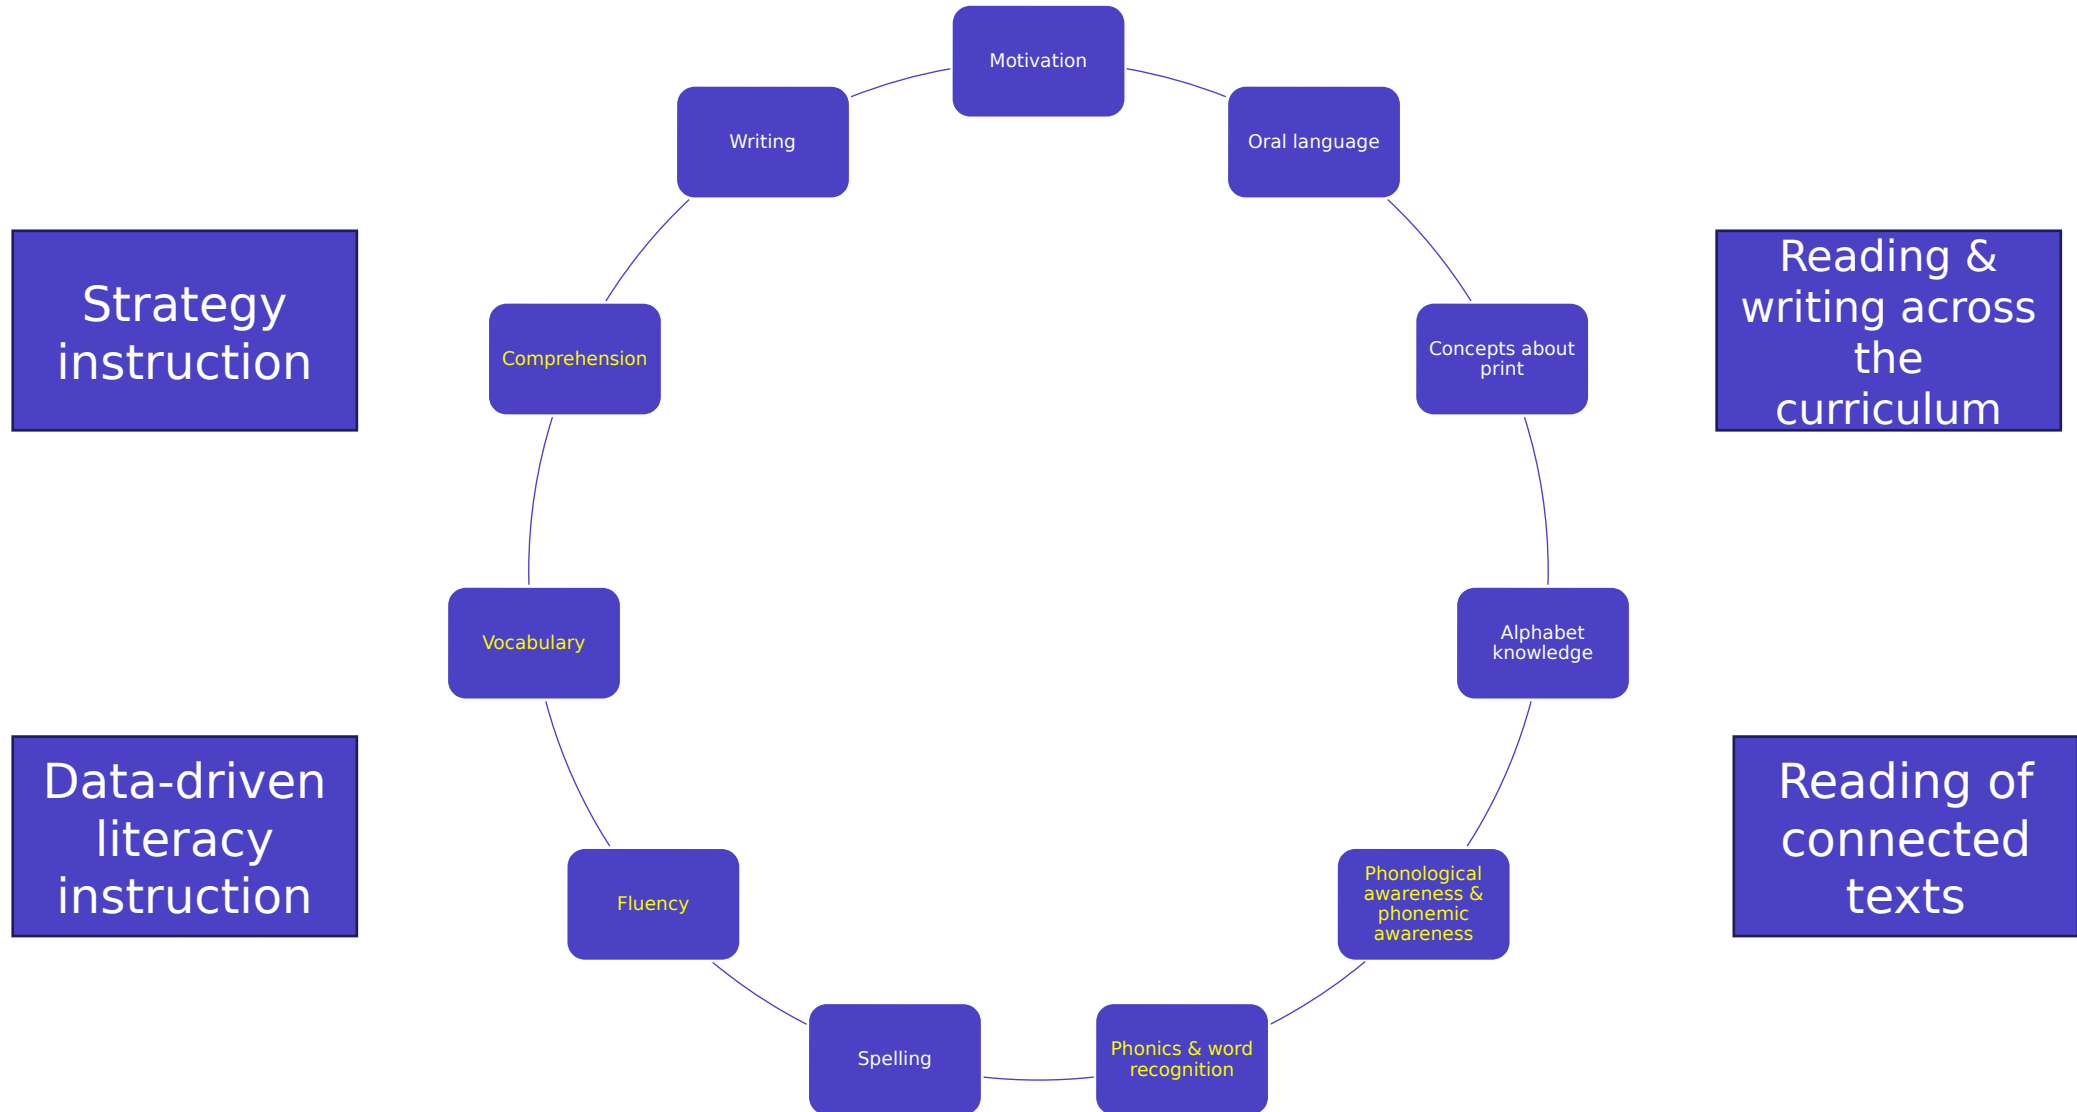 Motivation
Oral language
Concepts about
print
Alphabet
knowledge
Phonological
awareness &
phonemic
awareness
Phonics & word
recognition
Spelling
Fluency
Vocabulary
Comprehension
Writing
Strategy
instruction
Data-driven
literacy
instruction
Reading &
writing across
the
curriculum
Reading of
connected
texts